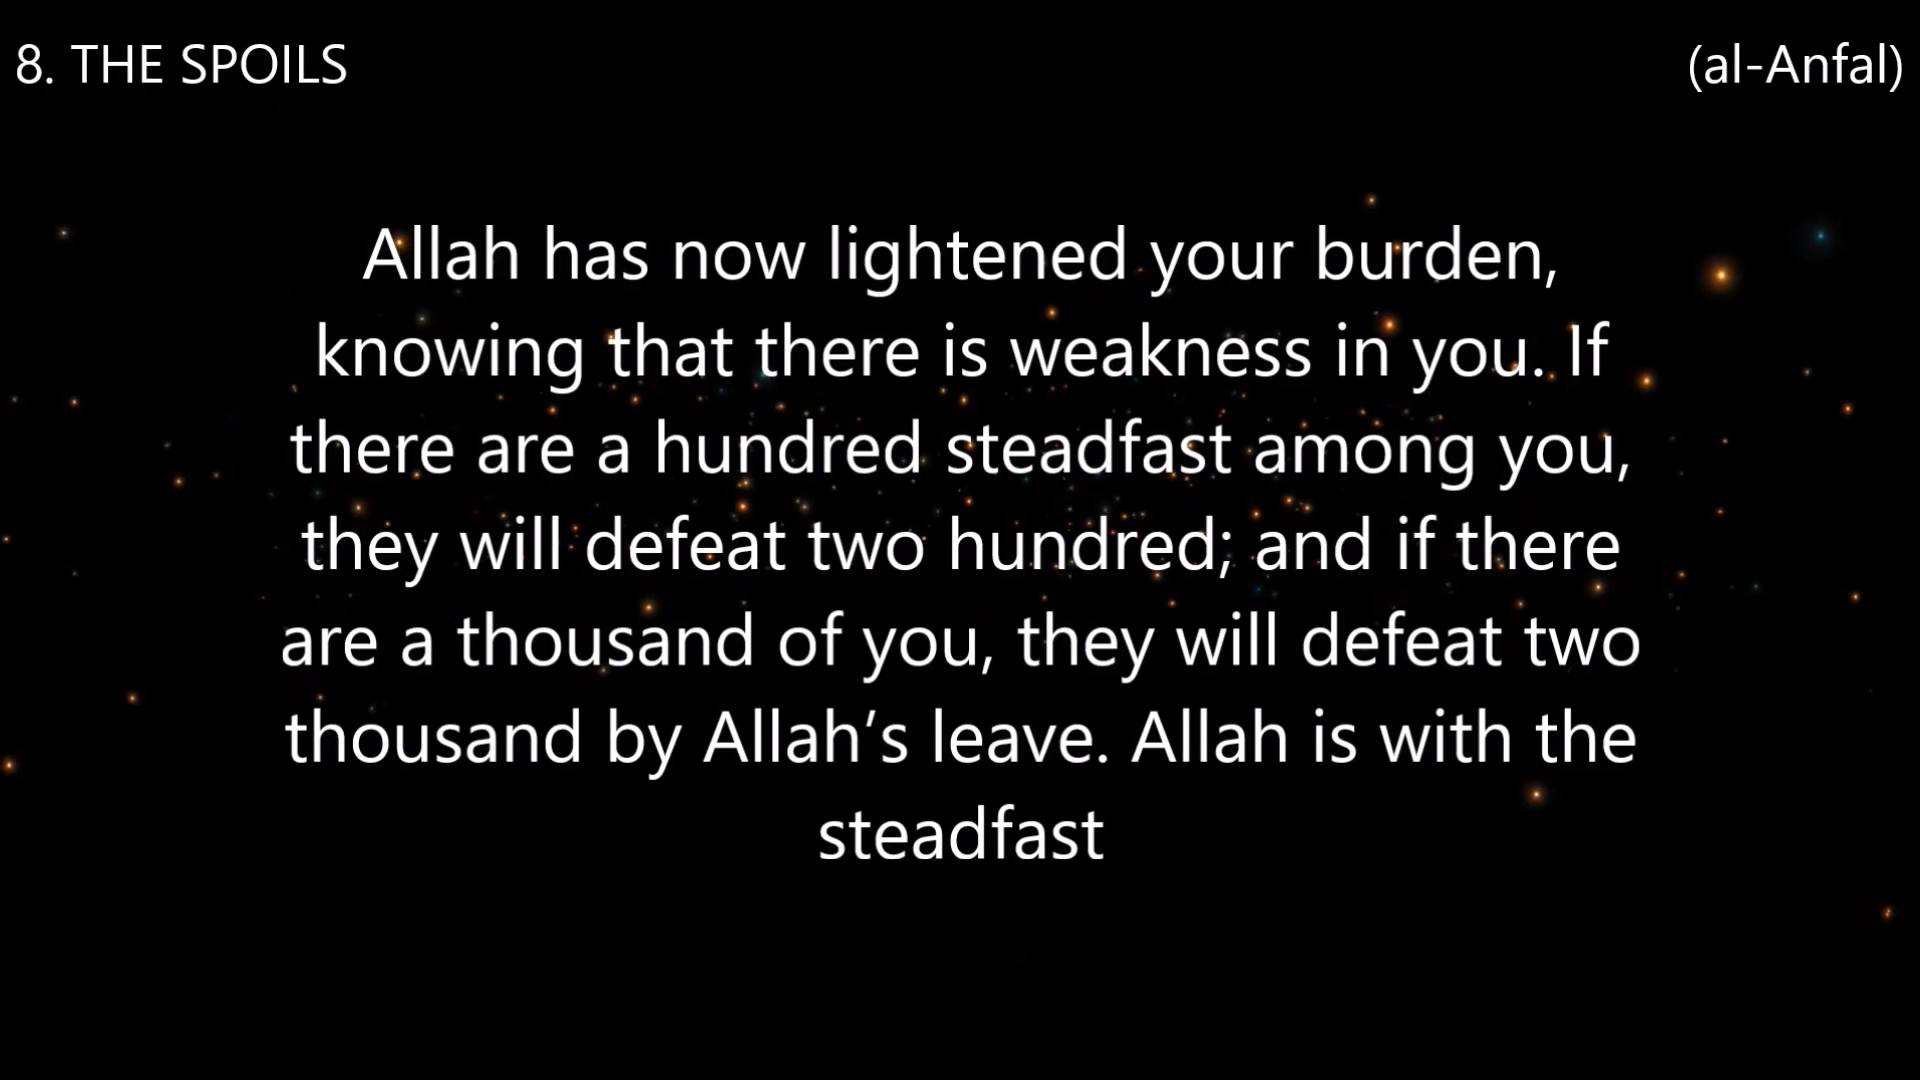 8. THE SPOILS
(al-Anfal)
Allah has now lightened your burden,
knowing that there is weakness in you. If
there are a hundred steadfast among you,
they will defeat two hundred; and if there
are a thousand of you, they will defeat two
thousand by Allah’s leave. Allah is with the
steadfast